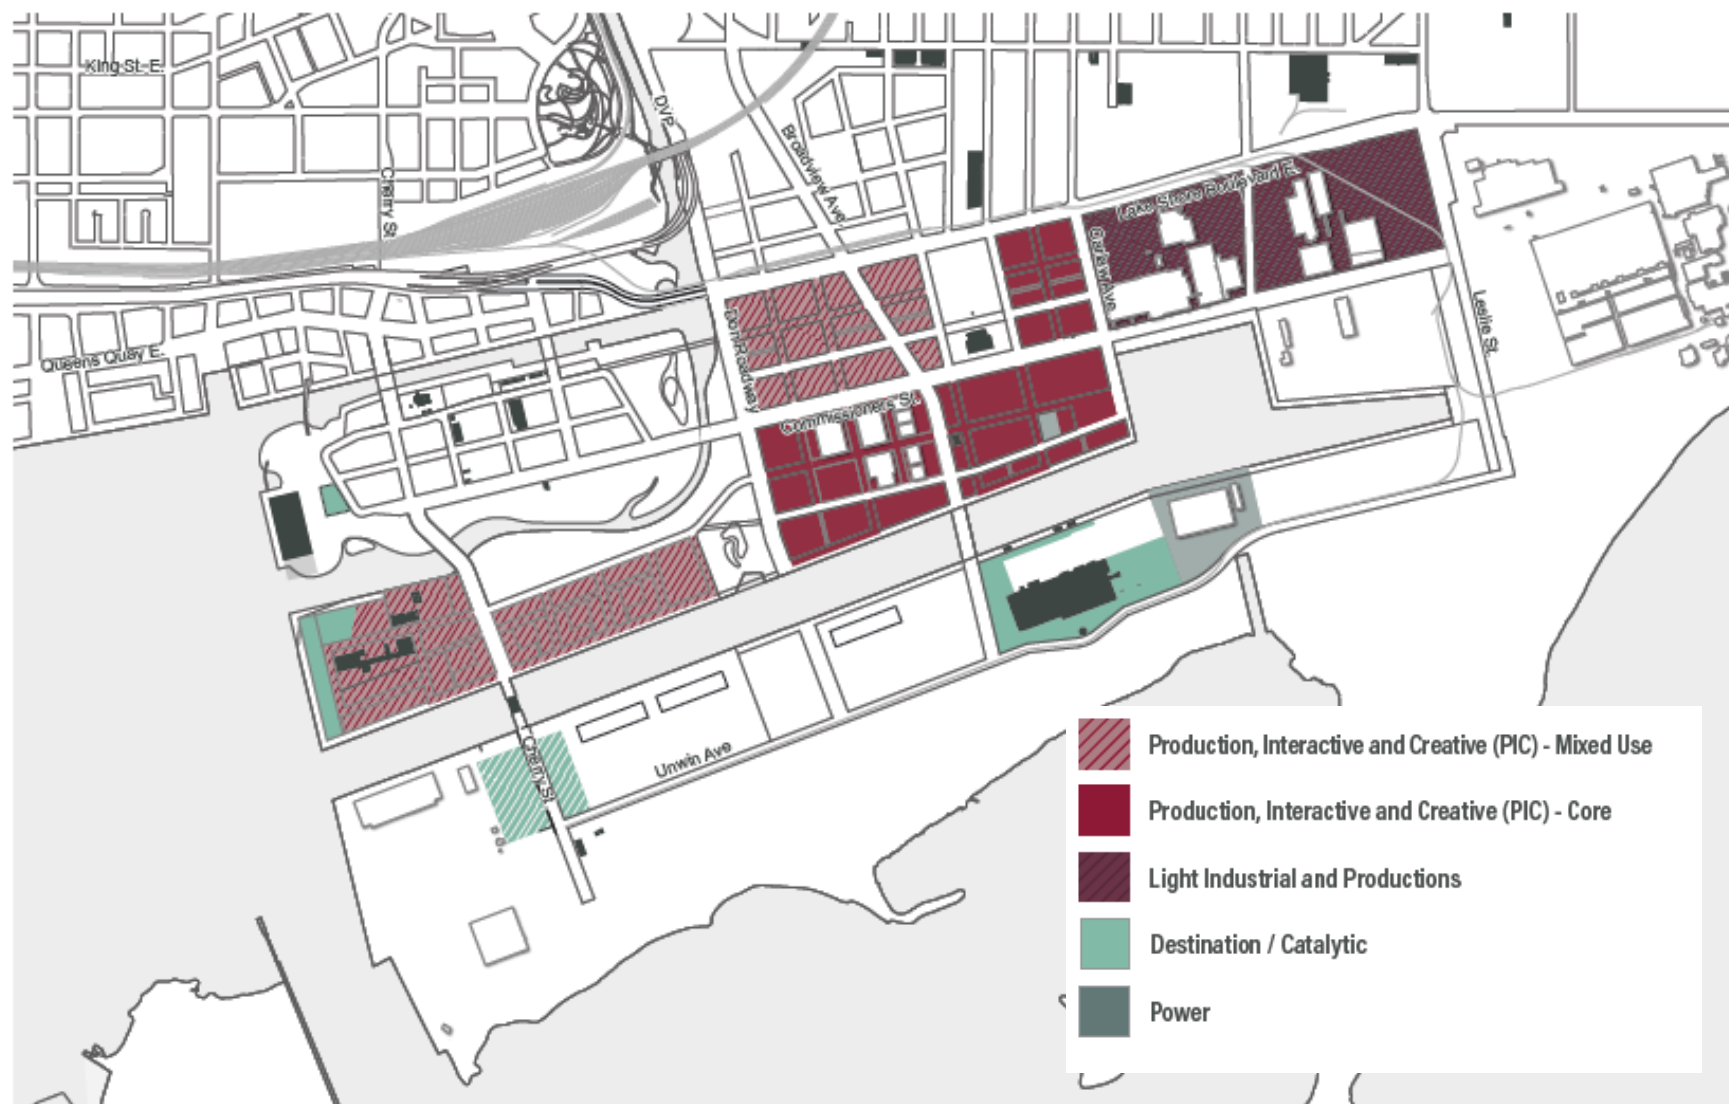 King St. E.
DVP
Broadview Ave
Cherry St.
Lake Shore Boulevard E.
Carlaw Ave.
Leslie St.
Queens Quay E.
Don Roadway
Commissioners St.
Cherry St.
Unwin Ave
Production, Interactive and Creative (PIC) - Mixed Use
Production, Interactive and Creative (PIC) - Core
Light Industrial and Productions
Destination / Catalytic
Power